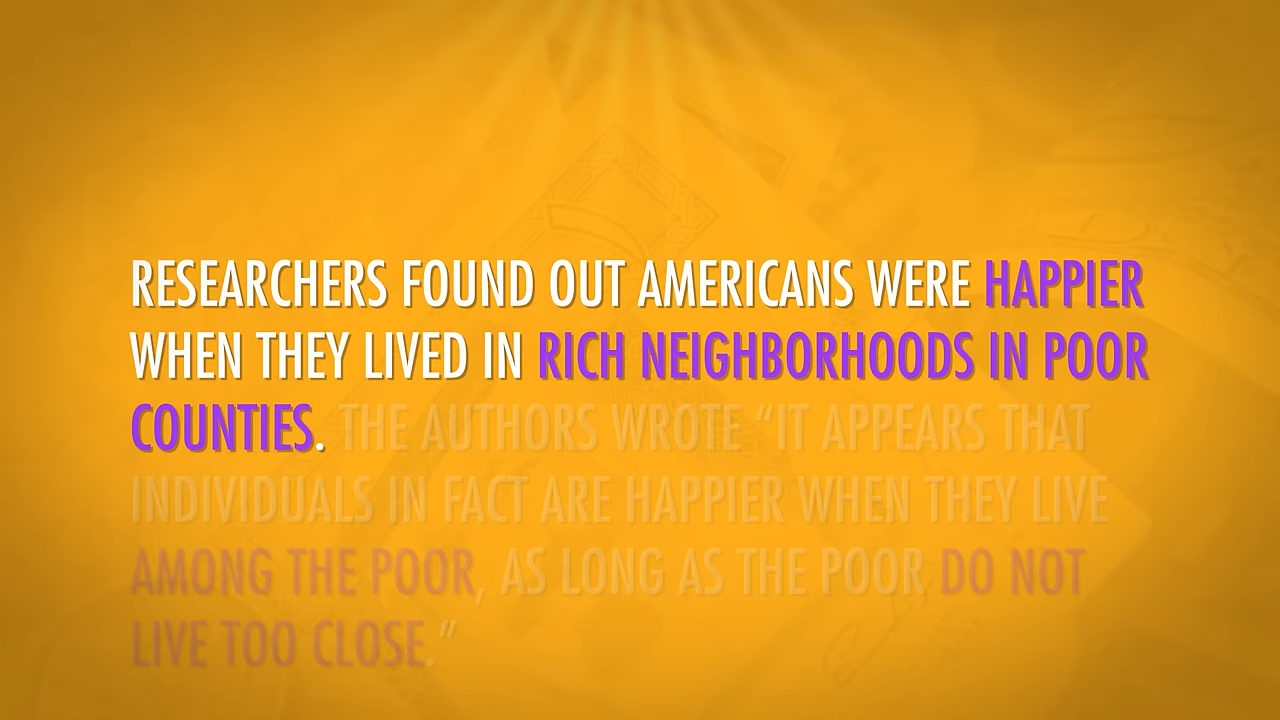 RESEARCHERS FOUND OUT AMERICANS WERE HAPPIER
WHEN THEY LIVED IN RICH NEIGHBORHOODS IN POOR
COUNTIES. THE AUTHORS WROTE “IT APPEARS THAT
INDIVIDUALS IN FACT ARE HAPPIER WHEN THEY LIVE
AMONG THE POOR, AS LONG AS THE POOR DO NOT
LIVE TOO CLOSE.”